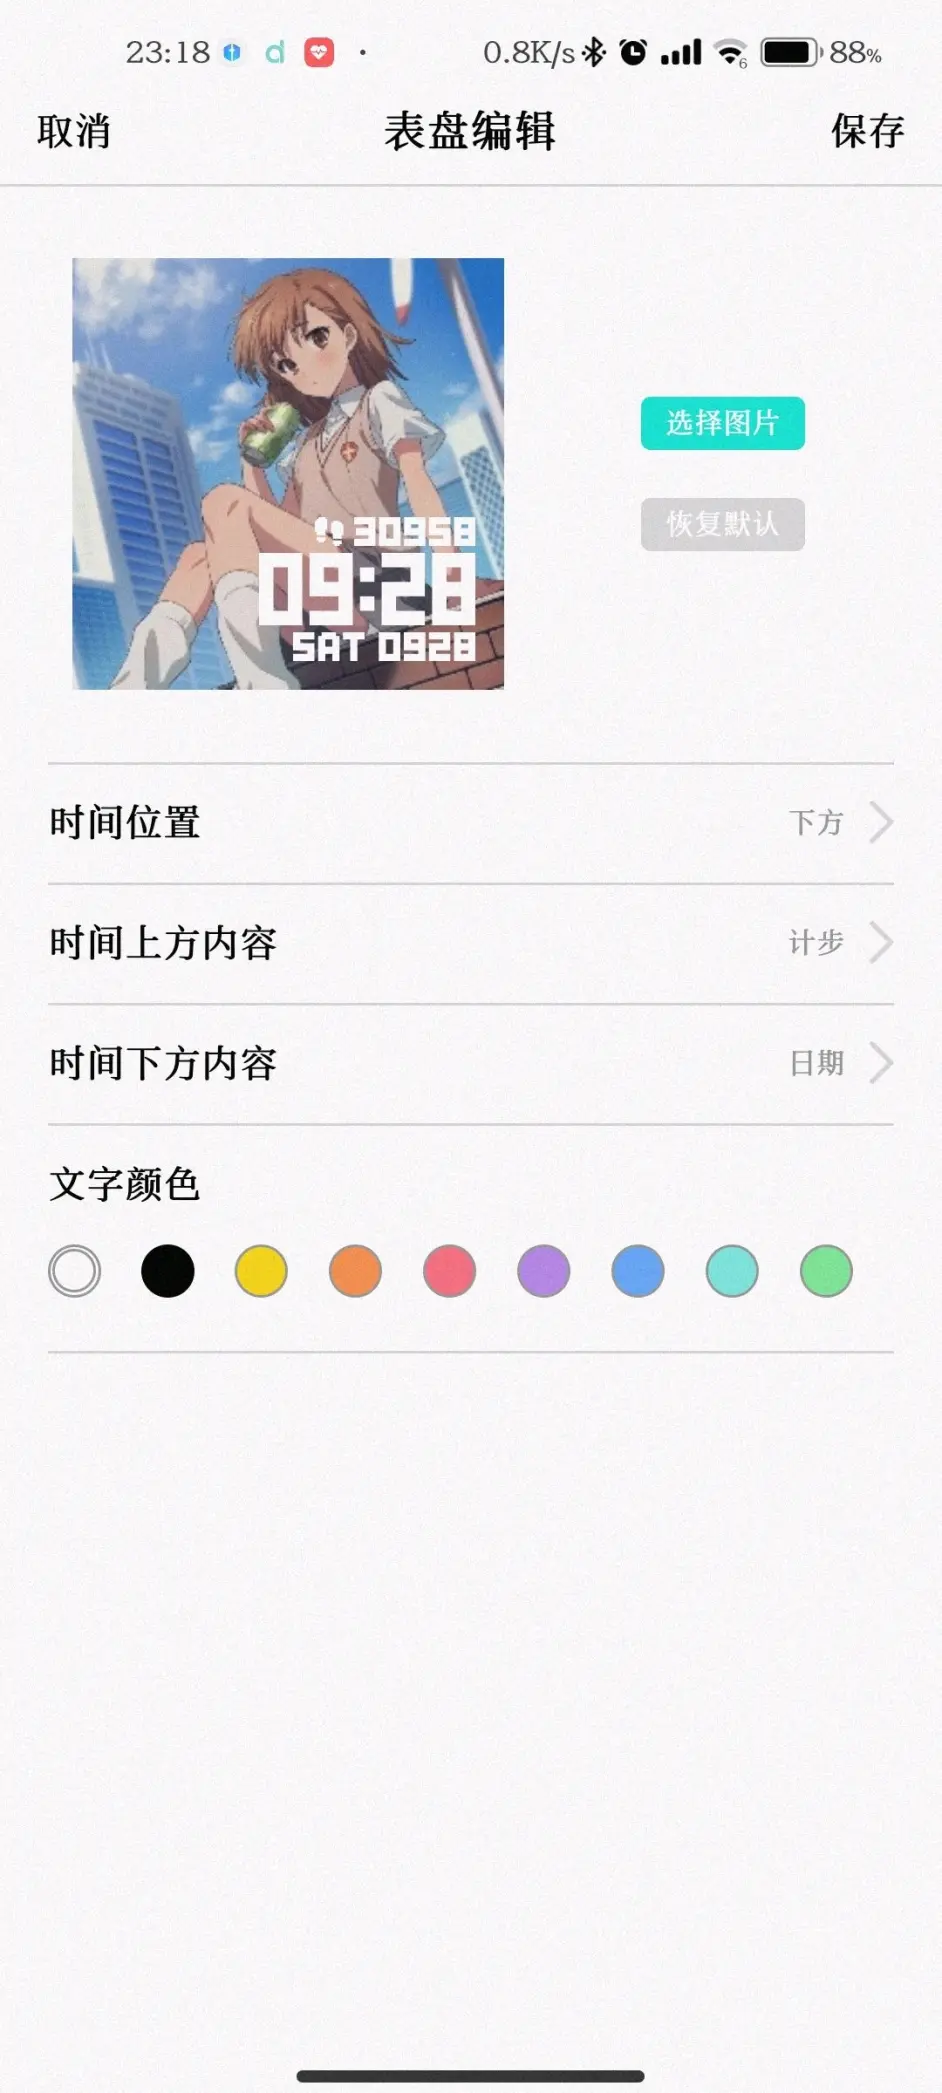 23:18 0.8K/s 6 88%
取消 表盘编辑 保存
选择图片
恢复默认
30958
09:28
SAT 0928
时间位置 下方
时间上方内容 计步
时间下方内容 日期
文字颜色